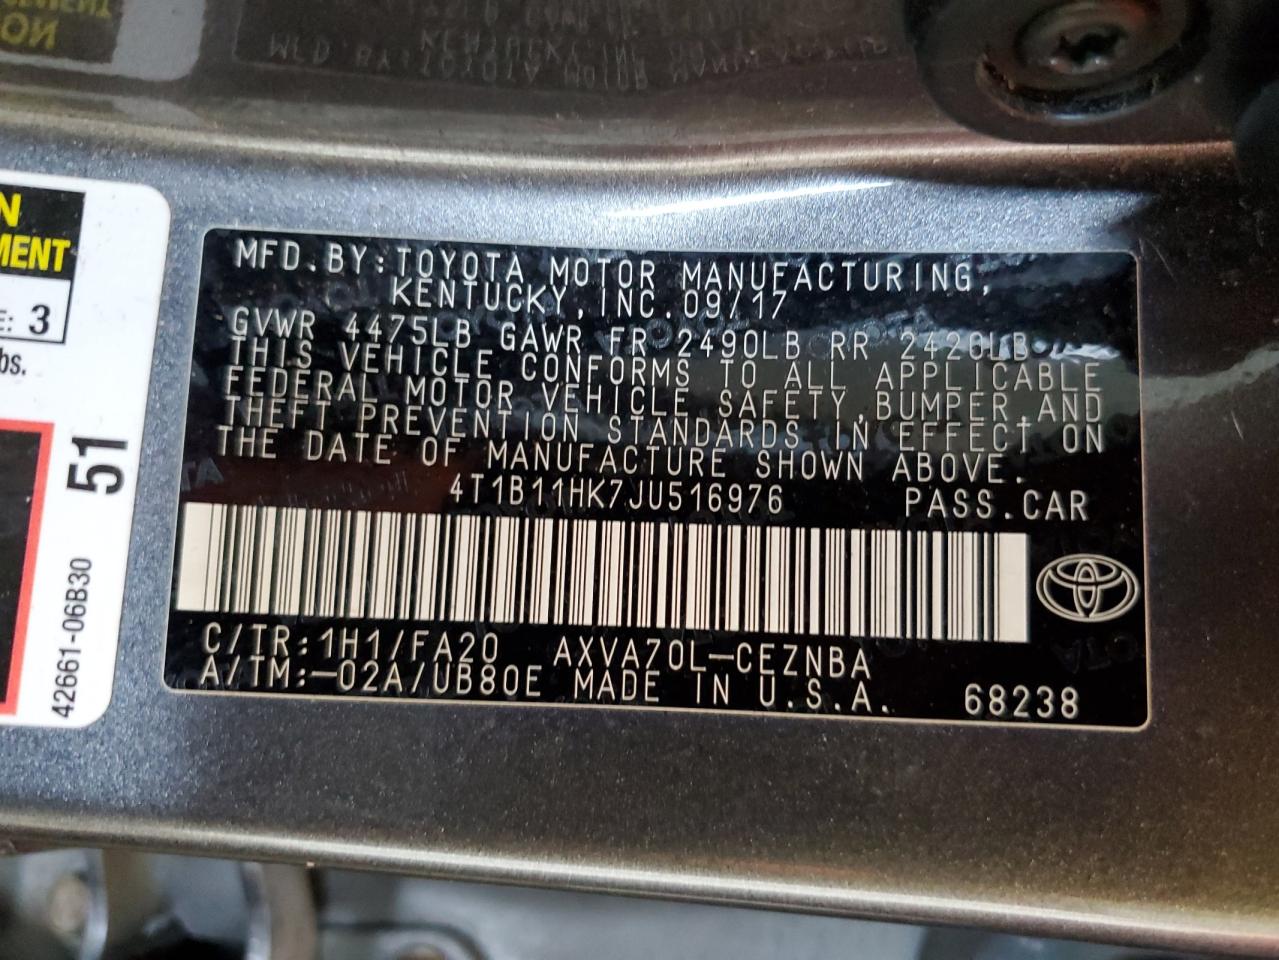 N
MENT
E: 3
bs.
51
42661-06B30
MFD.BY:TOYOTA MOTOR MANUFACTURING,
KENTUCKY, INC.09/17
GVWR 4475LB GAWR FR 2490LB RR 2420LB
THIS VEHICLE CONFORMS TO ALL APPLICABLE
FEDERAL MOTOR VEHICLE SAFETY,BUMPER,AND
THEFT PREVENTION STANDARDS IN EFFECT ON
THE DATE OF MANUFACTURE SHOWN ABOVE.
4T1B11HK7JU516976 PASS.CAR
C/TR:1H1/FA20 AXVA70L-CEZNBA
A/TM:-02A/UB80E MADE IN U.S.A. 68238